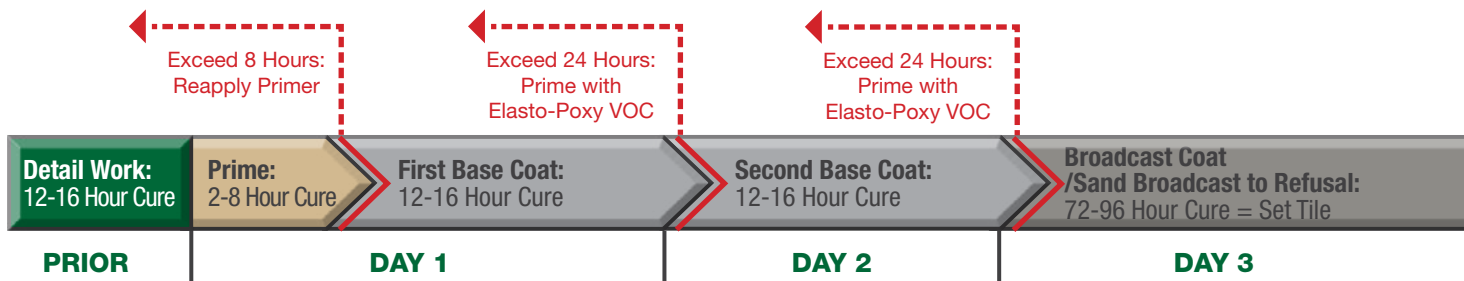 Exceed 8 Hours:
Reapply Primer
Exceed 24 Hours:
Prime with
Elasto-Poxy VOC
Exceed 24 Hours:
Prime with
Elasto-Poxy VOC
Detail Work:
12-16 Hour Cure
Prime:
2-8 Hour Cure
First Base Coat:
12-16 Hour Cure
Second Base Coat:
12-16 Hour Cure
Broadcast Coat
/Sand Broadcast to Refusal:
72-96 Hour Cure = Set Tile
PRIOR
DAY 1
DAY 2
DAY 3